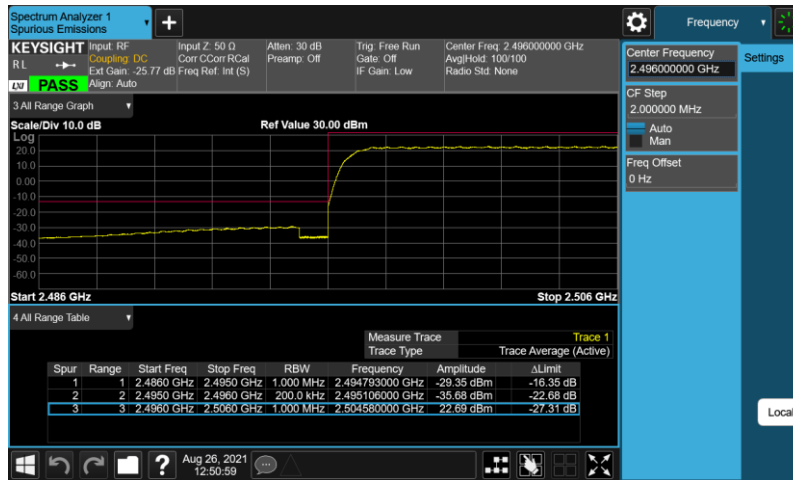 Spectrum Analyzer 1
Spurious Emissions
Frequency
KEYSIGHT Input: RF Input Z: 50 Ω Atten: 30 dB Trig: Free Run Center Freq: 2.496000000 GHz
RL Coupling: DC Corr CCorr RCal Preamp: Off Gate: Off Avg|Hold: 100/100
Ext Gain: -25.77 dB Freq Ref: Int (S) IF Gain: Low Radio Std: None
LXI PASS Align: Auto
Center Frequency
2.496000000 GHz
Settings
CF Step
2.000000 MHz
Auto
Man
Freq Offset
0 Hz
3 All Range Graph
Scale/Div 10.0 dB Ref Value 30.00 dBm
Log
20.0
10.0
0.00
-10.0
-20.0
-30.0
-40.0
-50.0
-60.0
Start 2.486 GHz Stop 2.506 GHz
4 All Range Table
Measure Trace Trace 1
Trace Type Trace Average (Active)
Spur Range Start Freq Stop Freq RBW Frequency Amplitude ΔLimit
1 1 2.4860 GHz 2.4950 GHz 1.000 MHz 2.494793000 GHz -29.35 dBm -16.35 dB
2 2 2.4950 GHz 2.4960 GHz 200.0 kHz 2.495106000 GHz -35.68 dBm -22.68 dB
3 3 2.4960 GHz 2.5060 GHz 1.000 MHz 2.504580000 GHz 22.69 dBm -27.31 dB
Local
Aug 26, 2021
12:50:59